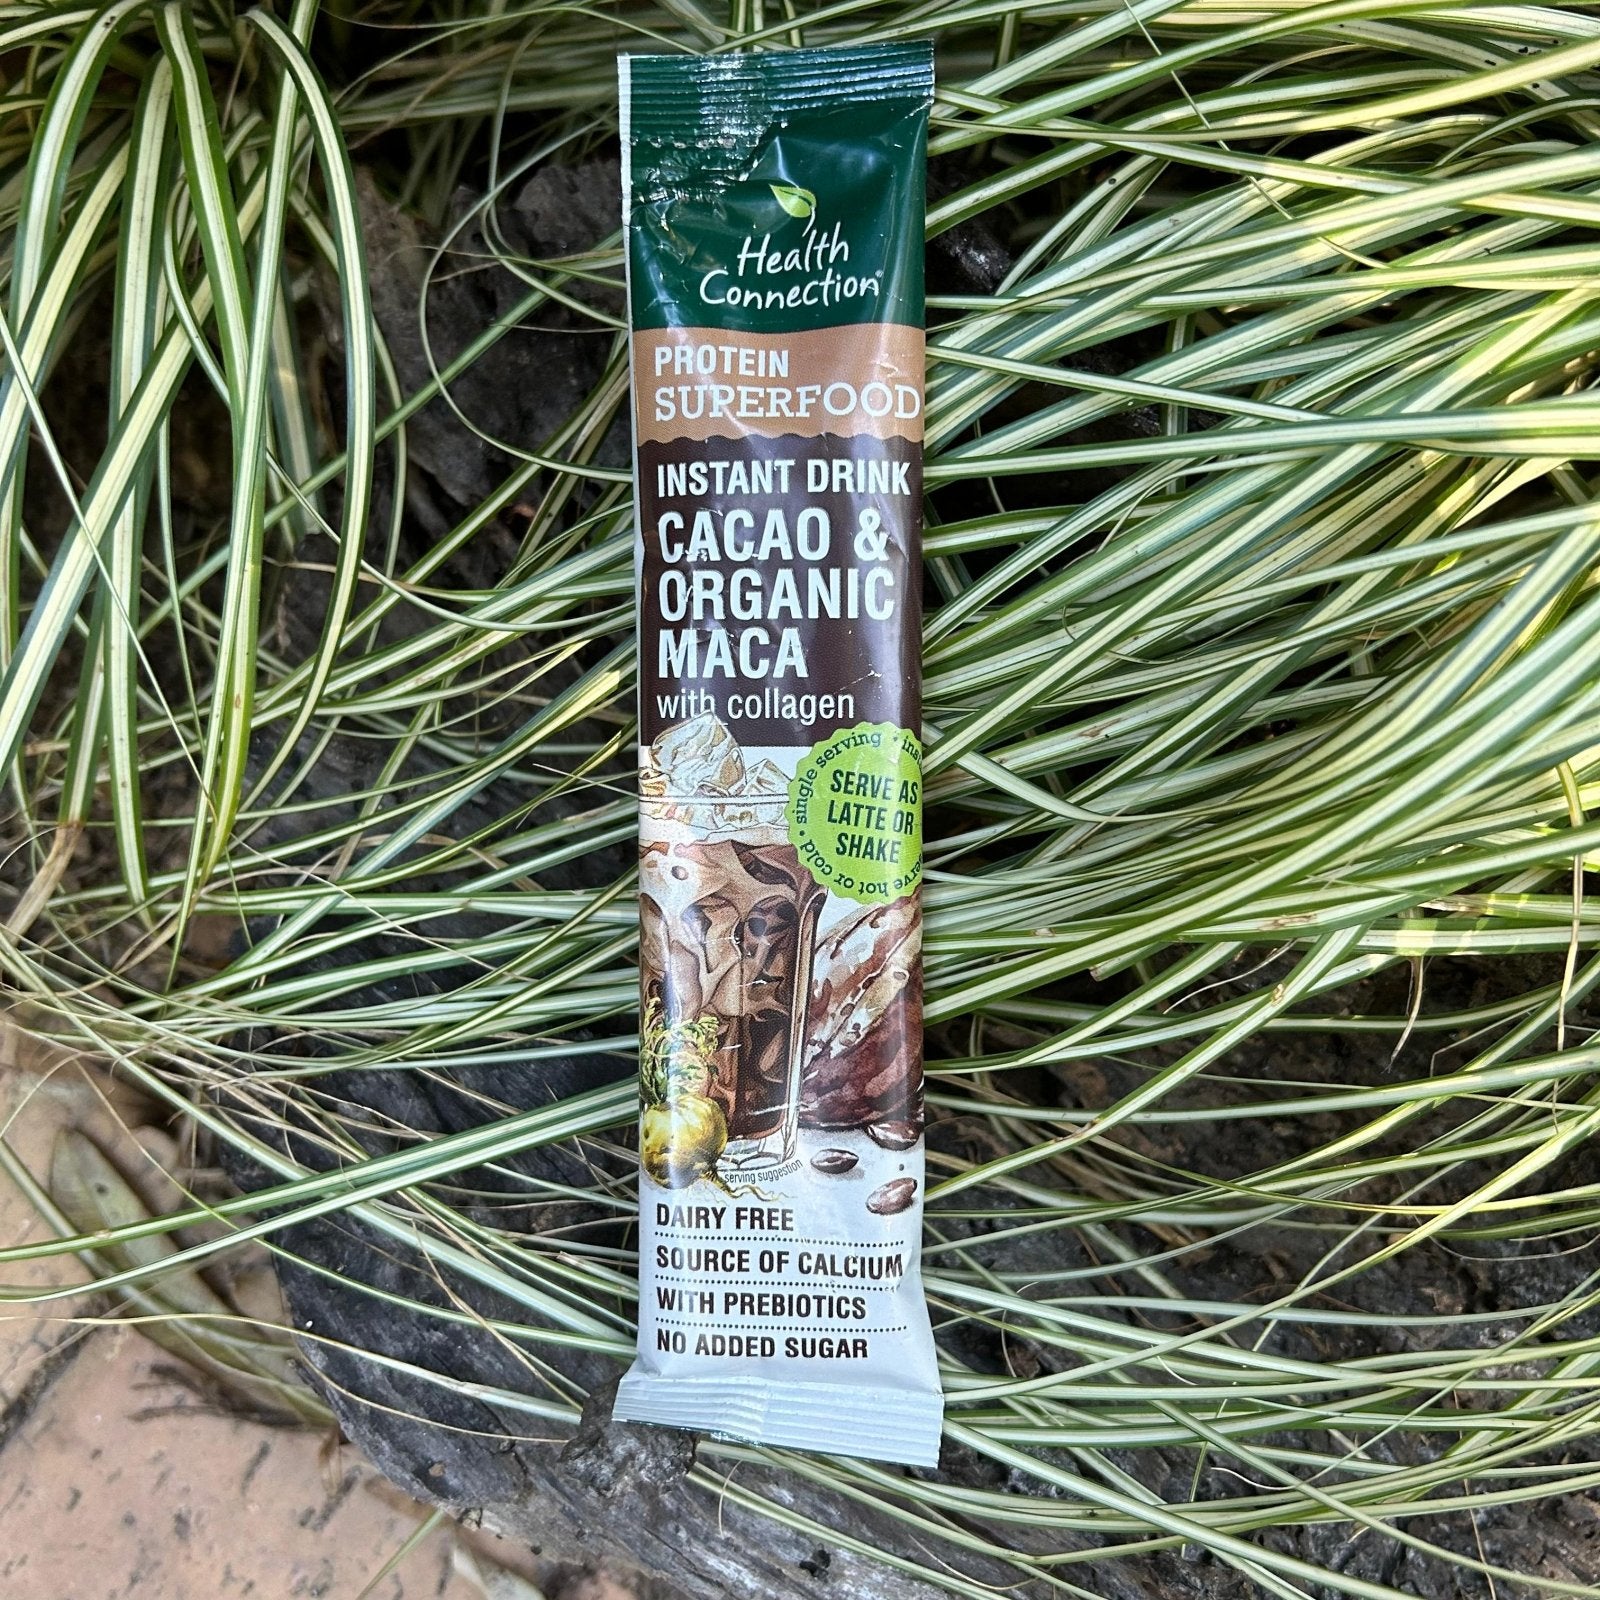 Health
Connection®
PROTEIN
SUPERFOOD
INSTANT DRINK
CACAO &
ORGANIC
MACA
with collagen
single serving •
SERVE AS
LATTE OR
SHAKE
serve hot or cold •
serving suggestion
DAIRY FREE
SOURCE OF CALCIUM
WITH PREBIOTICS
NO ADDED SUGAR